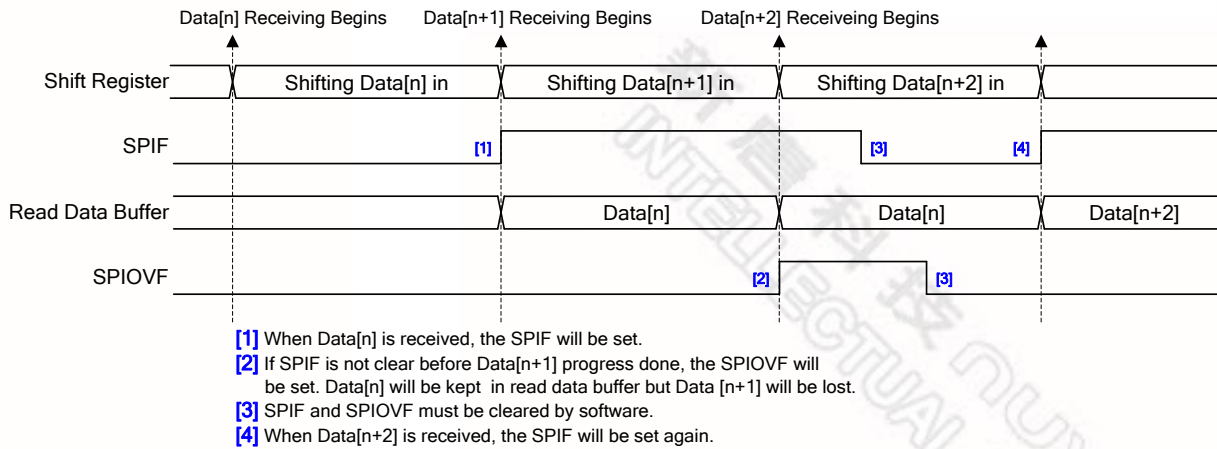 Data[n] Receiving Begins Data[n+1] Receiving Begins Data[n+2] Receiveing Begins
Shift Register Shifting Data[n] in Shifting Data[n+1] in Shifting Data[n+2] in
SPIF [1] [3] [4]
Read Data Buffer Data[n] Data[n] Data[n+2]
SPIOVF [2] [3]
[1] When Data[n] is received, the SPIF will be set.
[2] If SPIF is not clear before Data[n+1] progress done, the SPIOVF will
be set. Data[n] will be kept in read data buffer but Data [n+1] will be lost.
[3] SPIF and SPIOVF must be cleared by software.
[4] When Data[n+2] is received, the SPIF will be set again.
新唐科技
INTELLECTUAL